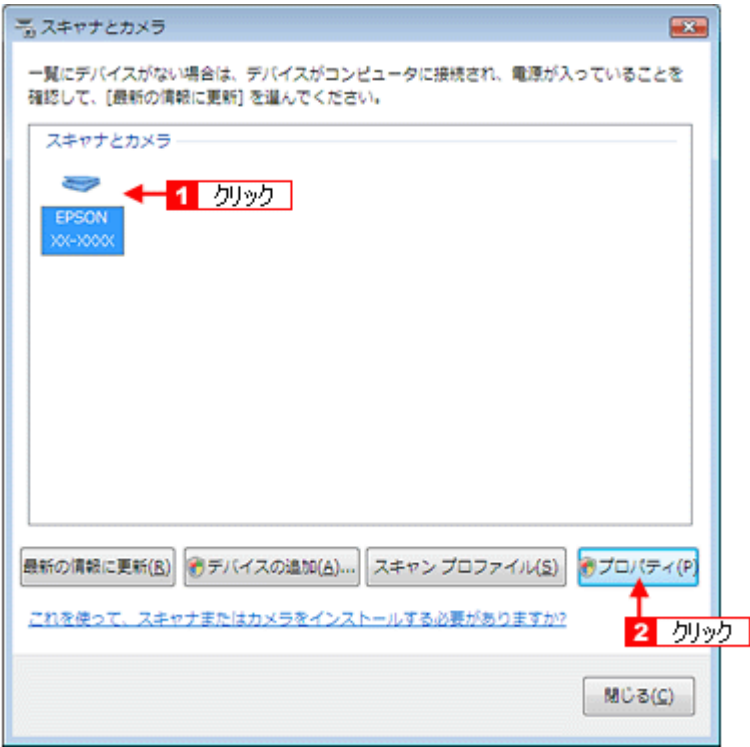 スキャナとカメラ
一覧にデバイスがない場合は、デバイスがコンピュータに接続され、電源が入っていることを
確認して、[最新の情報に更新] を選んでください。
スキャナとカメラ
1 クリック
EPSON
XX-XXXX
最新の情報に更新(R) デバイスの追加(A)... スキャン プロファイル(S) プロパティ(P)
これを使って、スキャナまたはカメラをインストールする必要がありますか?
2 クリック
閉じる(C)